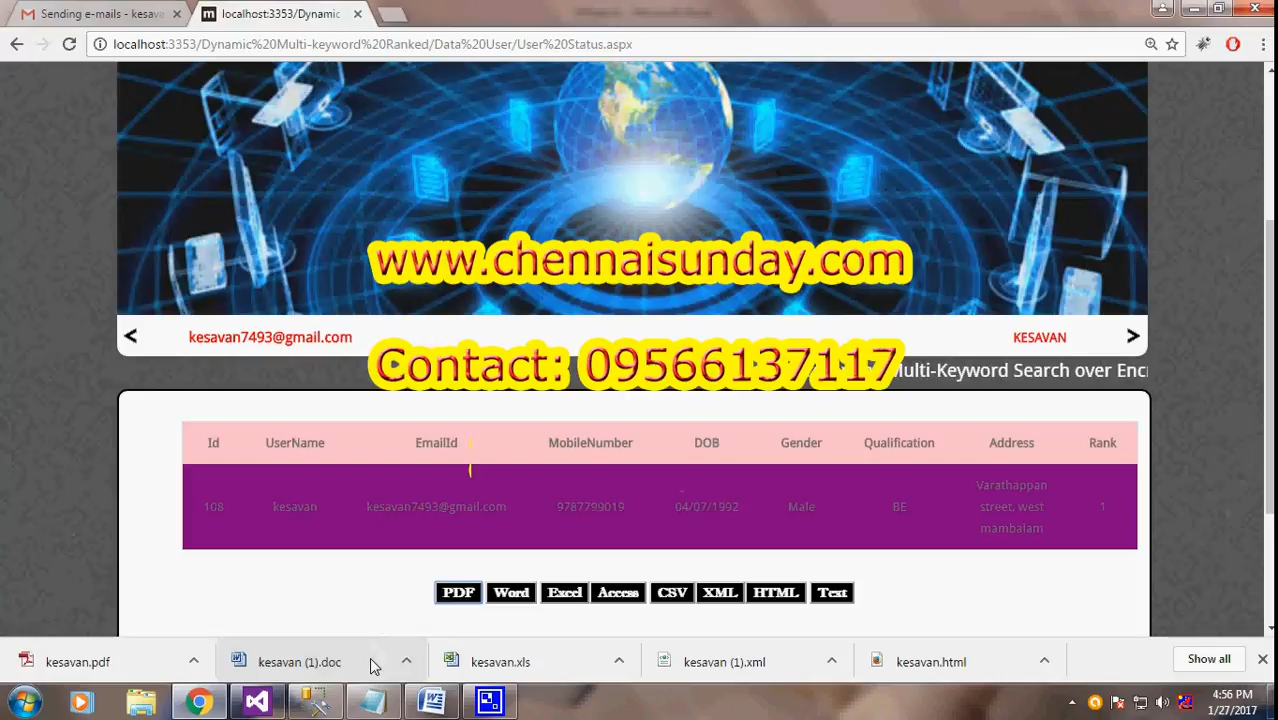 Sending e-mails - kesava
localhost:3353/Dynamic
localhost:3353/Dynamic%20Multi-keyword%20Ranked/Data%20User/User%20Status.aspx
www.chennaisunday.com
kesavan7493@gmail.com
KESAVAN
Contact: 09566137117
Multi-Keyword Search over Encr
Id UserName EmailId MobileNumber DOB Gender Qualification Address Rank
Varathappan
108 kesavan kesavan7493@gmail.com 9787799019 04/07/1992 Male BE street, west 1
mambalam
PDF Word Excel Access CSV XML HTML Text
kesavan.pdf kesavan (1).doc kesavan.xls kesavan (1).xml kesavan.html Show all
4:56 PM
1/27/2017